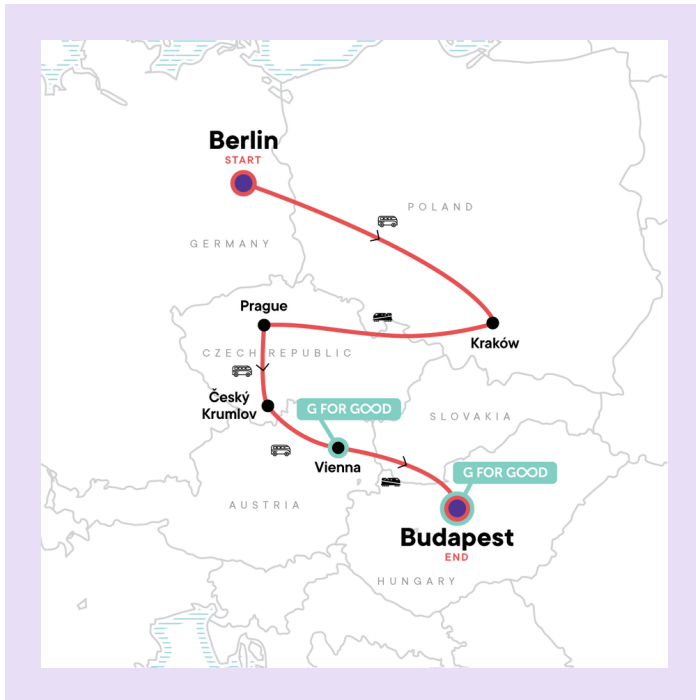 Berlin
START
POLAND
GERMANY
Prague
Kraków
CZECH REPUBLIC
Český
Krumlov
G FOR GOOD
SLOVAKIA
Vienna
G FOR GOOD
AUSTRIA
Budapest
END
HUNGARY